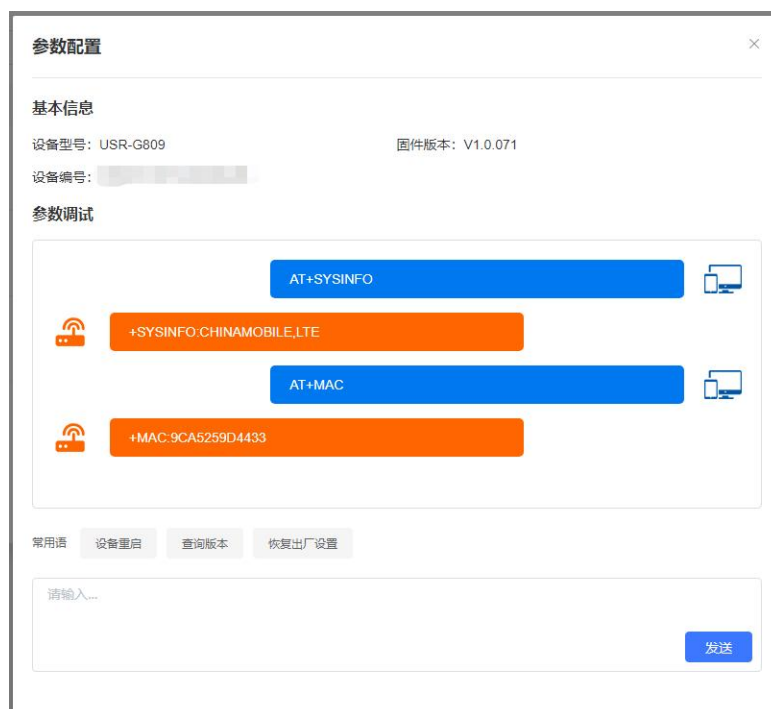 参数配置
基本信息
设备型号：USR-G809 固件版本：V1.0.071
设备编号：
参数调试
AT+SYSINFO
+SYSINFO:CHINAMOBILE,LTE
AT+MAC
+MAC:9CA5259D4433
常用语 设备重启 查询版本 恢复出厂设置
请输入...
发送